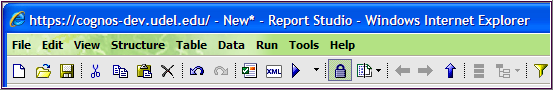 https://cognos-dev.udel.edu/ - New* - Report Studio - Windows Internet Explorer
File Edit View Structure Table Data Run Tools Help
XML